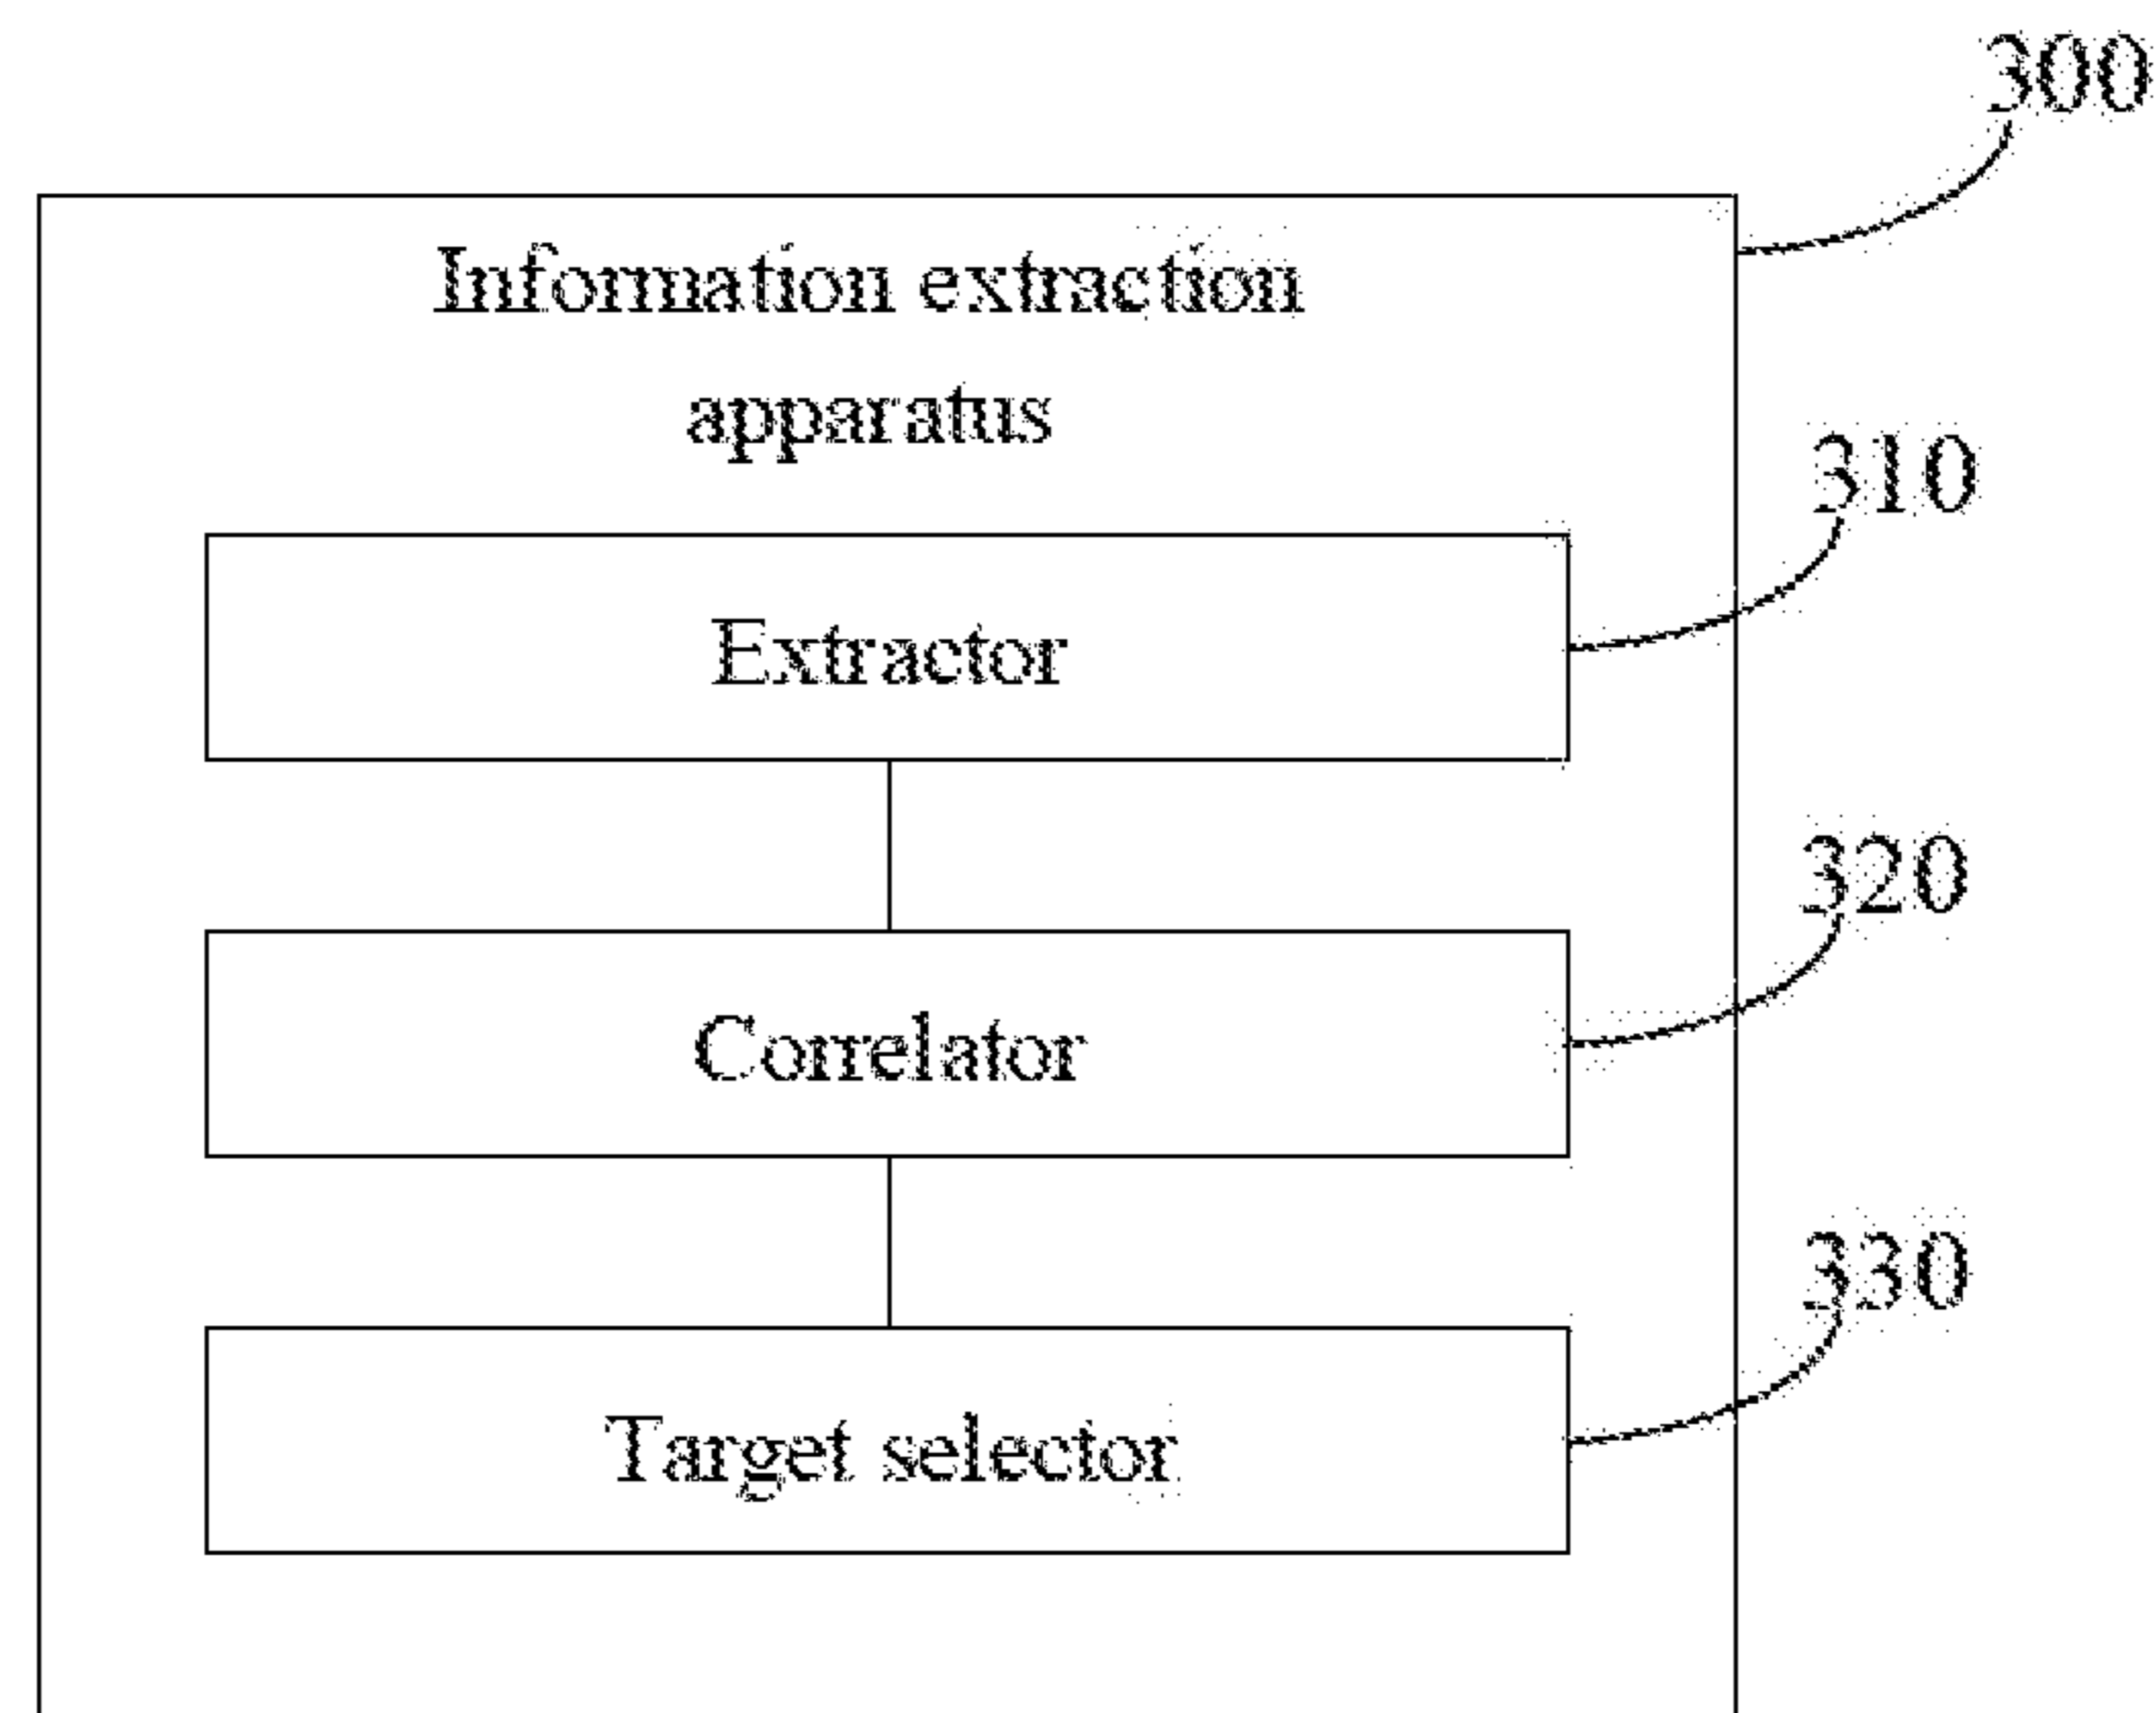 300
Information extraction
apparatus
310
Extractor
320
Correlator
330
Target selector